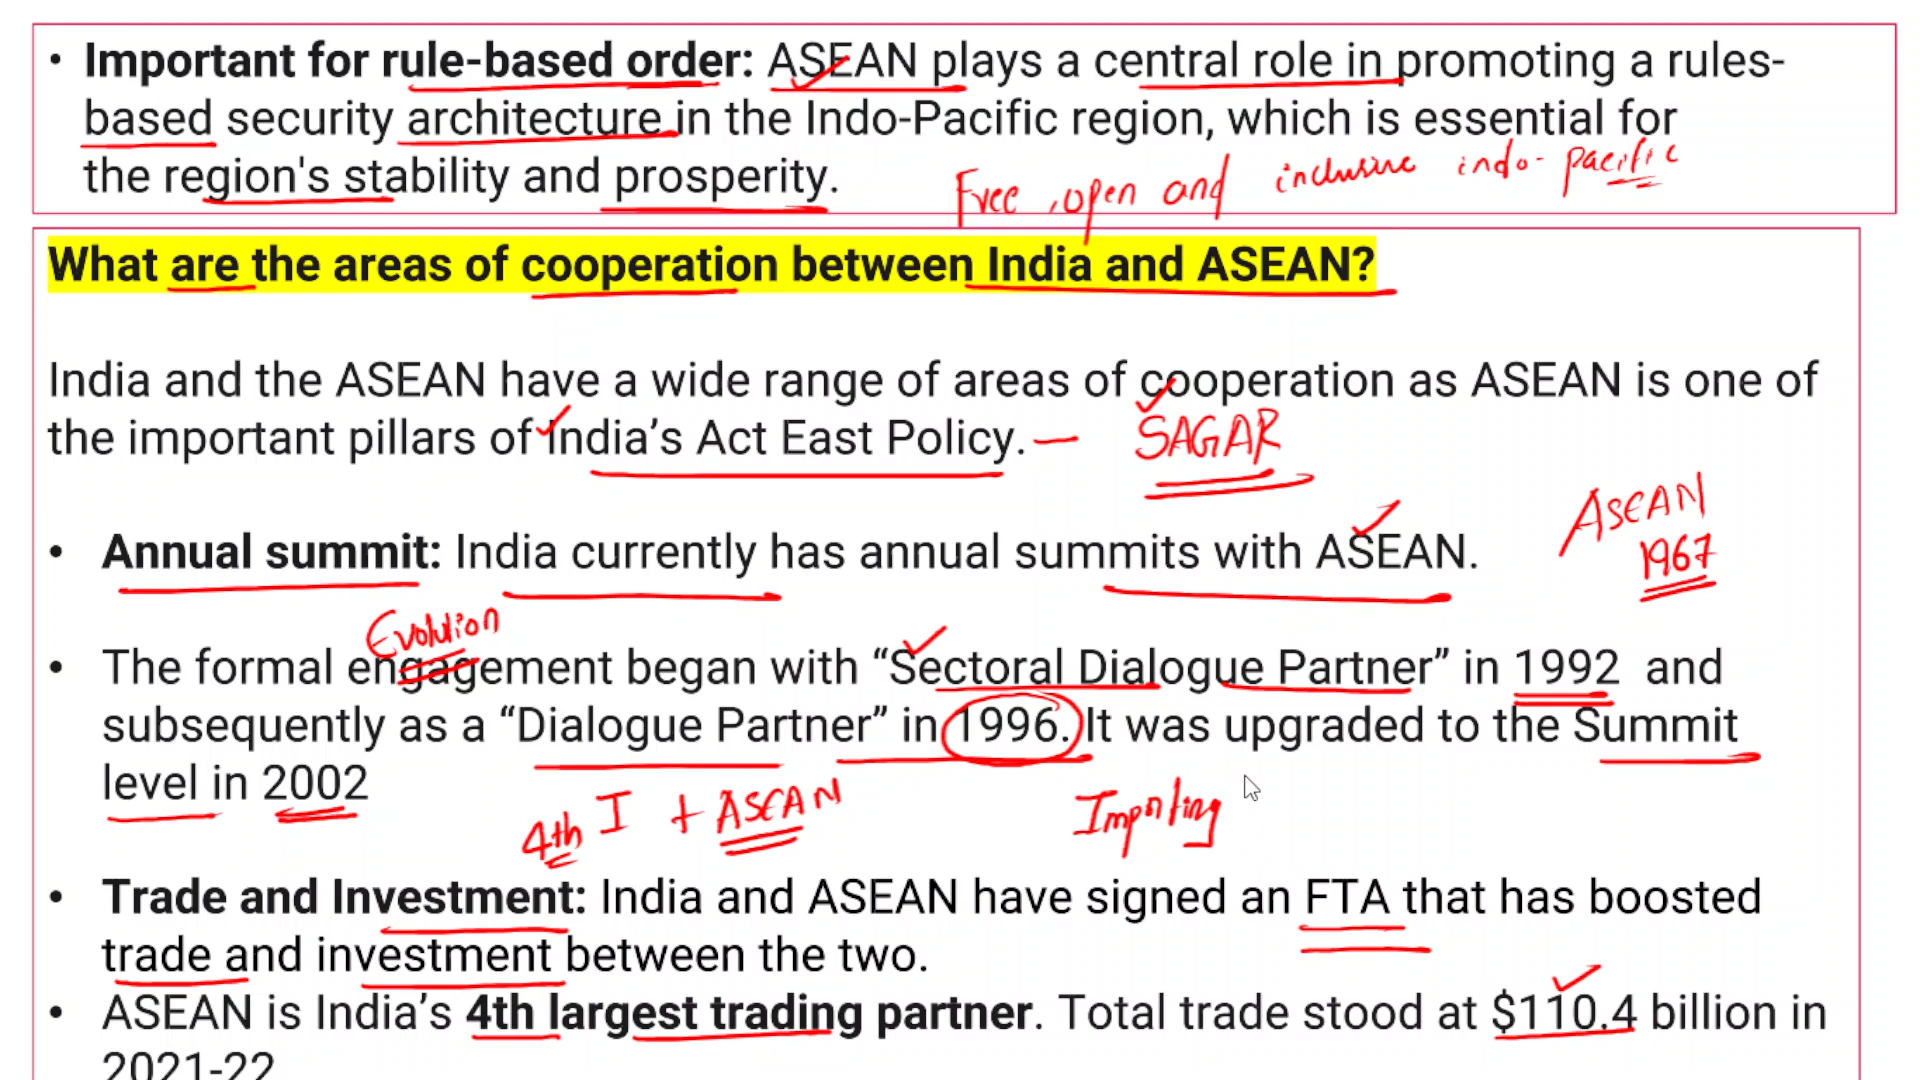 • Important for rule-based order: ASEAN plays a central role in promoting a rules-
based security architecture in the Indo-Pacific region, which is essential for
the region's stability and prosperity.
Free, open and inclusive indo-pacific
What are the areas of cooperation between India and ASEAN?
India and the ASEAN have a wide range of areas of cooperation as ASEAN is one of
the important pillars of India’s Act East Policy. — SAGAR
ASEAN
1967
• Annual summit: India currently has annual summits with ASEAN.
Evolution
• The formal engagement began with “Sectoral Dialogue Partner” in 1992 and
subsequently as a “Dialogue Partner” in 1996. It was upgraded to the Summit
level in 2002
4th I + ASEAN
Importing
• Trade and Investment: India and ASEAN have signed an FTA that has boosted
trade and investment between the two.
• ASEAN is India’s 4th largest trading partner. Total trade stood at $110.4 billion in
2021-22